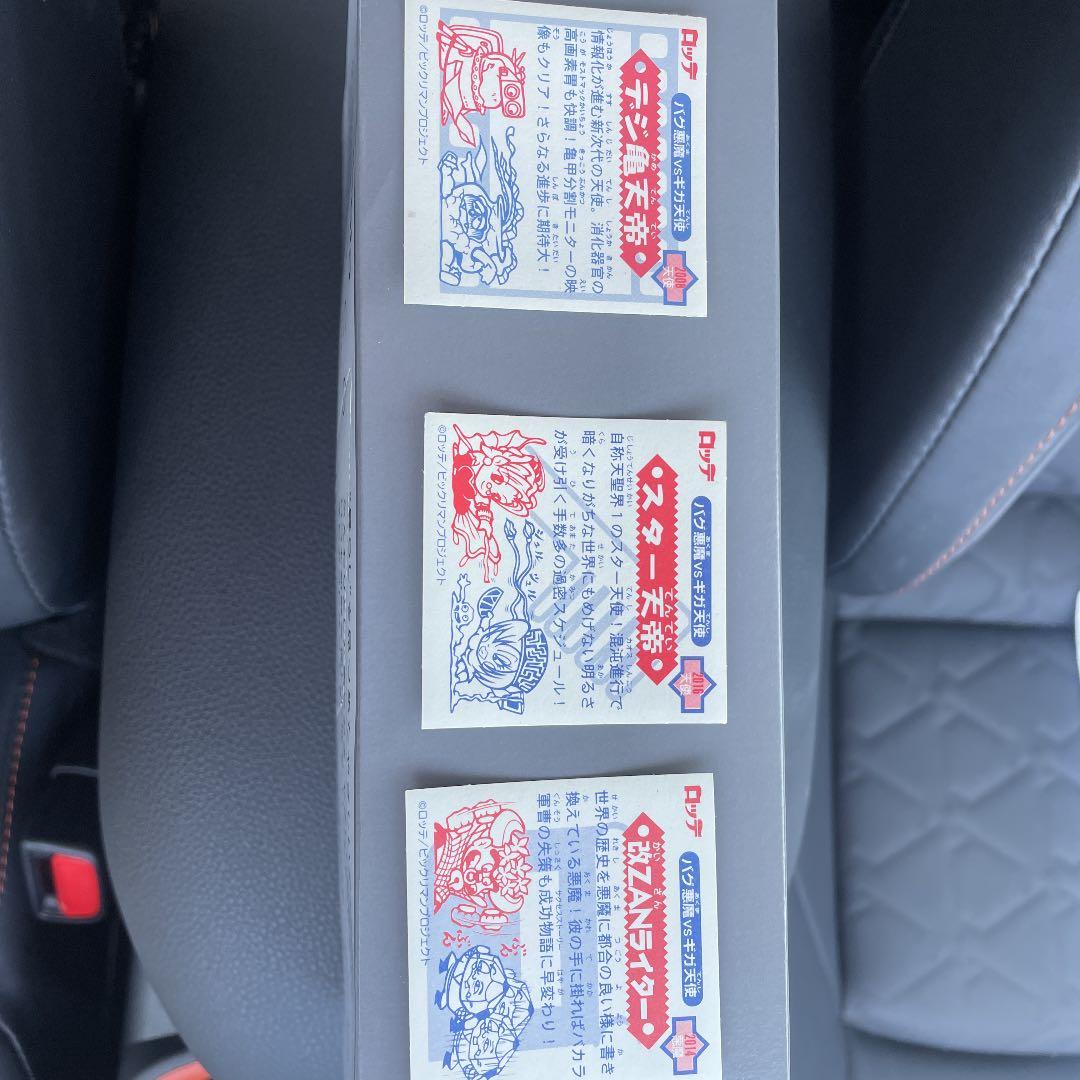 ロッテ
バグ悪魔vsギガ天使
デジ亀天帝
2008
天使
情報化が進む新次代の天使。消化器官の
高画素胃も快調!亀甲分割モニターの映
像もクリア!さらなる進歩に期待大!
©ロッテ/ビックリマンプロジェクト
ロッテ
バグ悪魔vsギガ天使
スター天帝
2016
天使
自称天聖界1のスター天使!混沌進行で
暗くなりがちな世界にもめげない明るさ
が受け引く手数多の過密スケジュール!
シュル シュル
©ロッテ/ビックリマンプロジェクト
ロッテ
バグ悪魔vsギガ天使
改ZANライター
2014
悪魔
世界の歴史を悪魔に都合の良い様に書き
換えている悪魔!彼の手に掛ればバカラ
軍曹の失策も成功物語に早変わり!
©ロッテ/ビックリマンプロジェクト